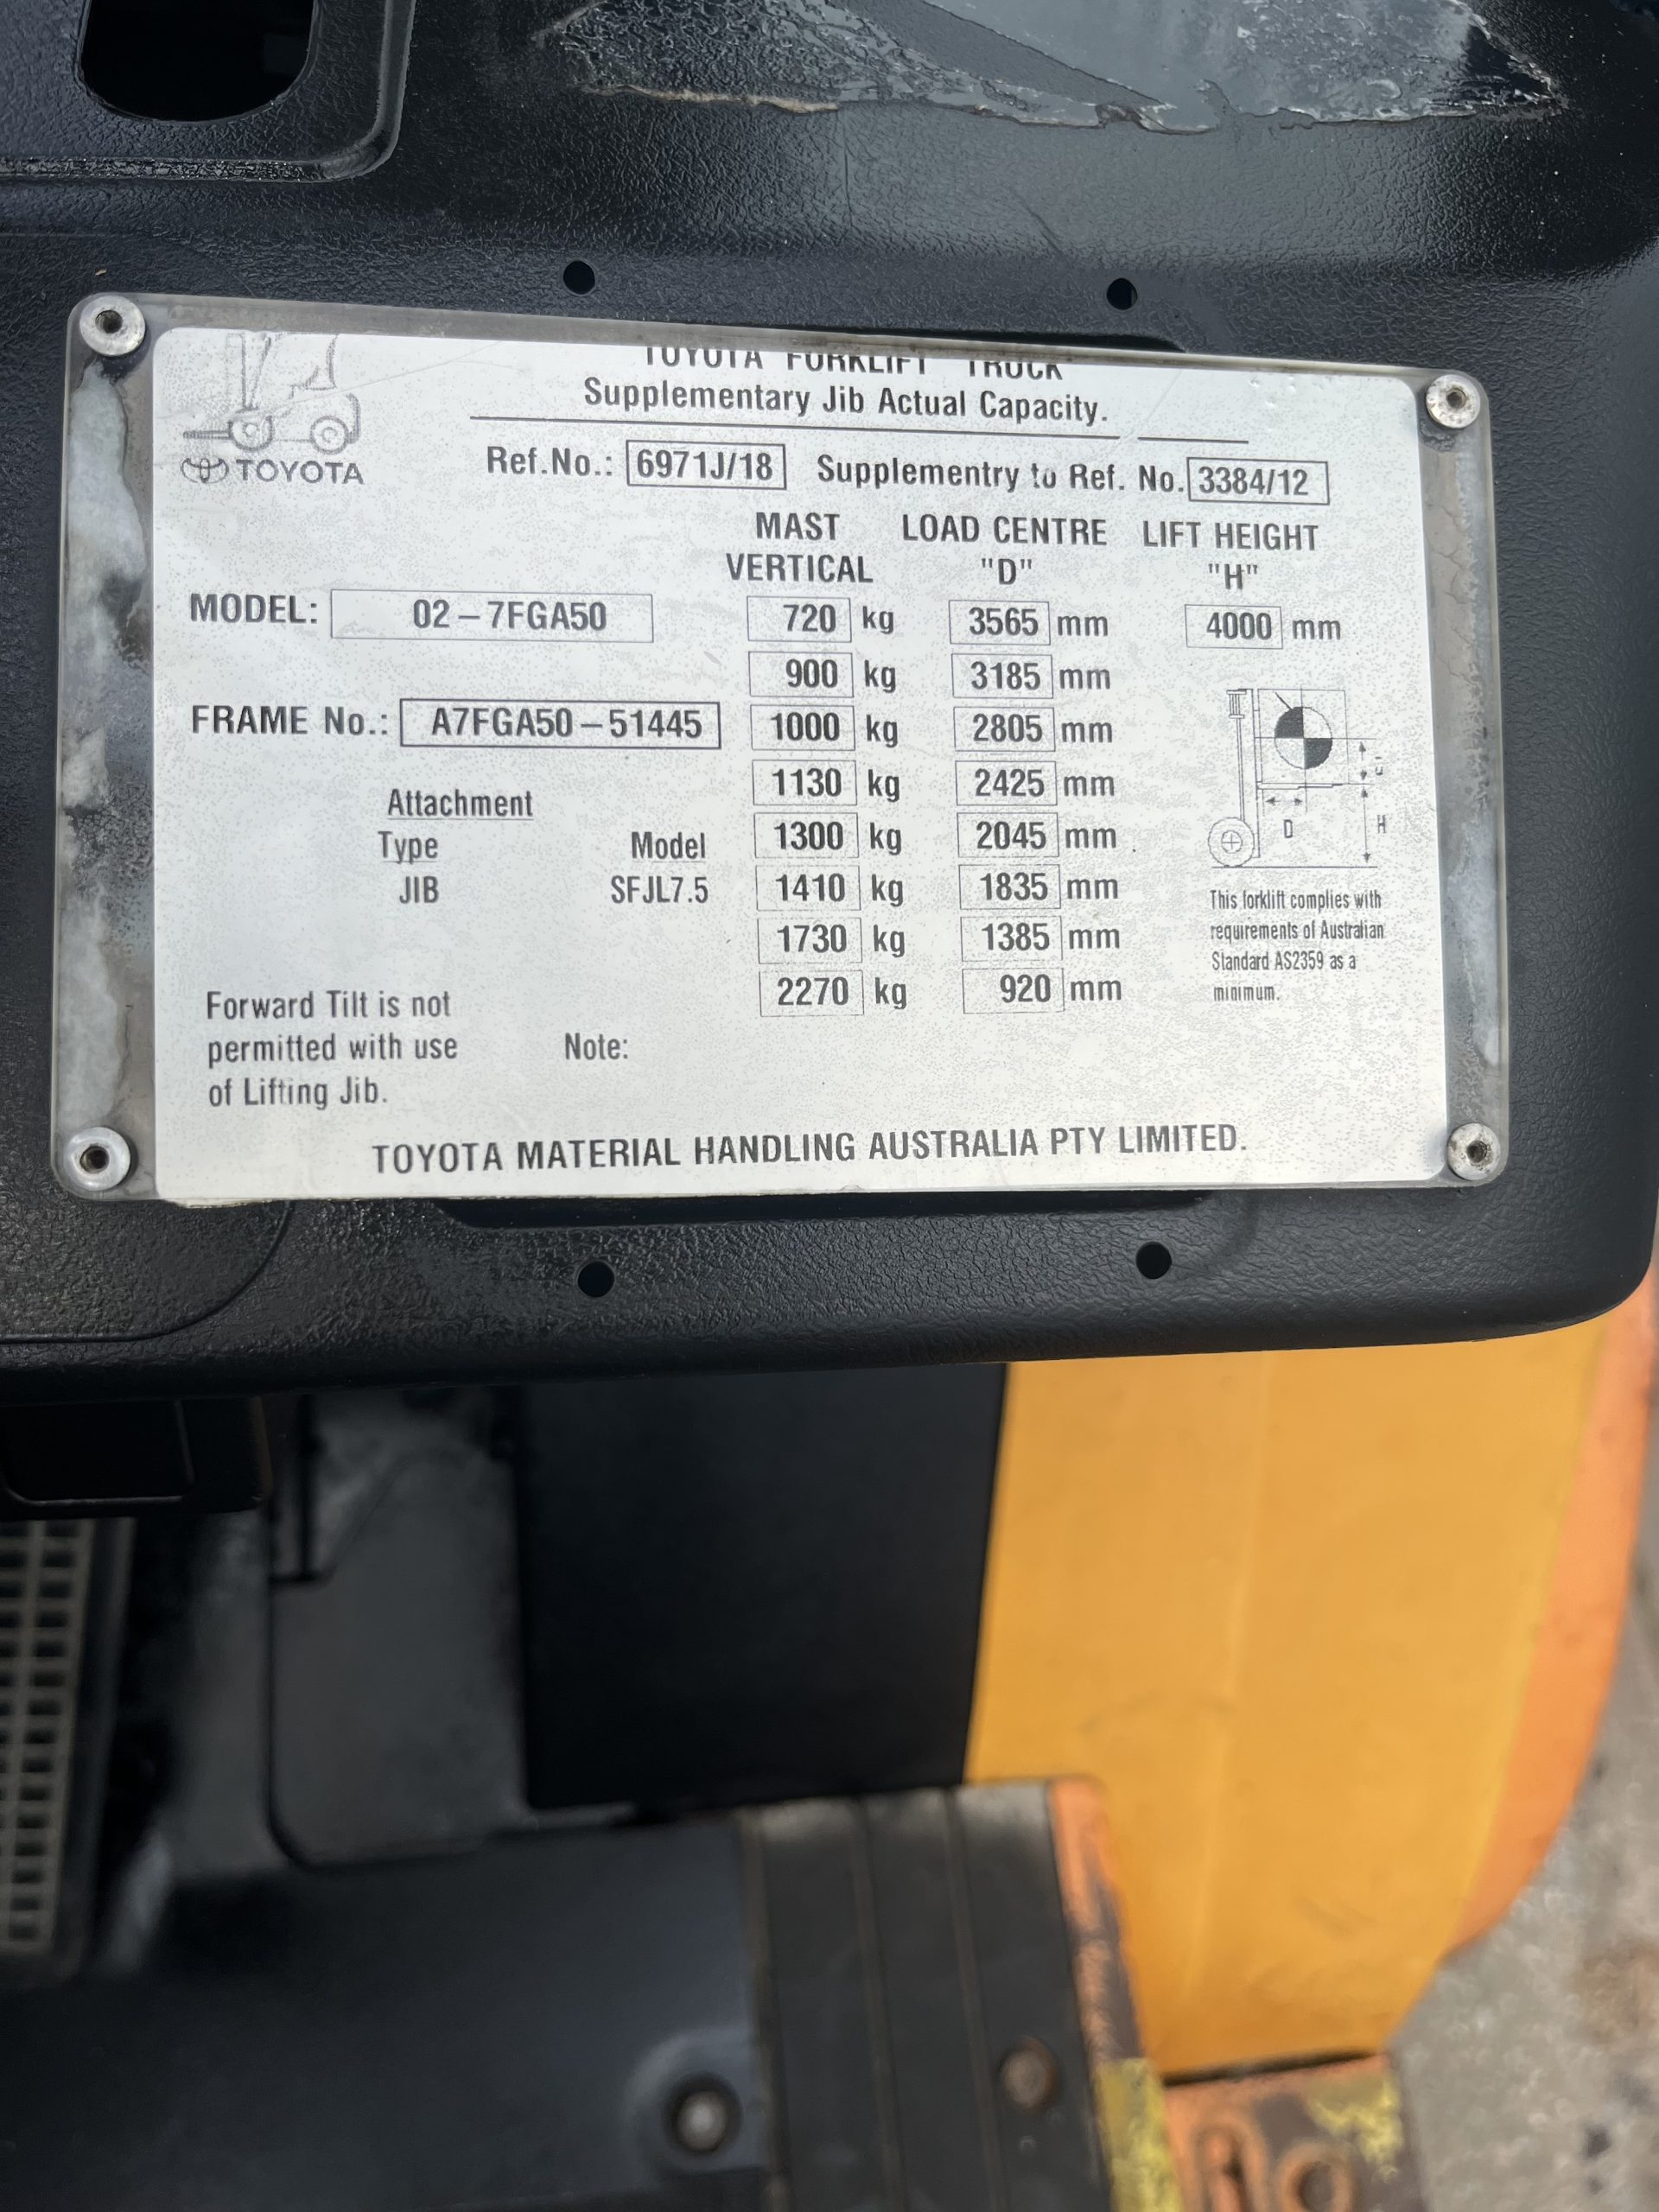 TOYOTA FORKLIFT TRUCK
Supplementary Jib Actual Capacity.
TOYOTA
Ref.No.: 6971J/18 Supplementry to Ref. No. 3384/12
MAST VERTICAL LOAD CENTRE "D" LIFT HEIGHT "H"
MODEL: 02-7FGA50
720 kg 3565 mm 4000 mm
900 kg 3185 mm
FRAME No.: A7FGA50-51445
1000 kg 2805 mm
1130 kg 2425 mm
Attachment
Type Model
1300 kg 2045 mm
JIB SFJL7.5
1410 kg 1835 mm
1730 kg 1385 mm
2270 kg 920 mm
D
H
This forklift complies with
requirements of Australian
Standard AS2359 as a
minimum.
Forward Tilt is not
permitted with use
of Lifting Jib.
Note:
TOYOTA MATERIAL HANDLING AUSTRALIA PTY LIMITED.